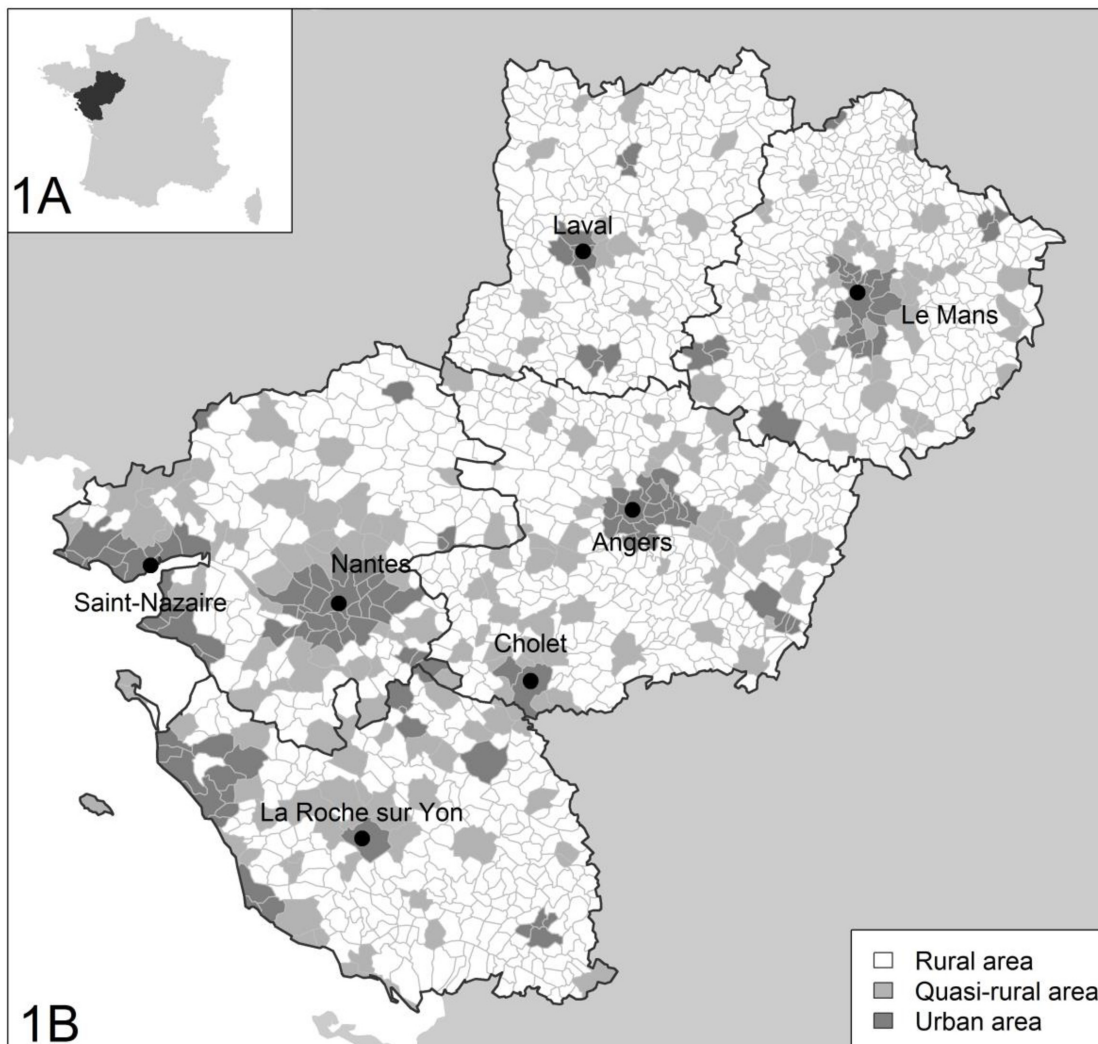 1A
Laval
Le Mans
Angers
Nantes
Saint-Nazaire
Cholet
La Roche sur Yon
Rural area
Quasi-rural area
Urban area
1B